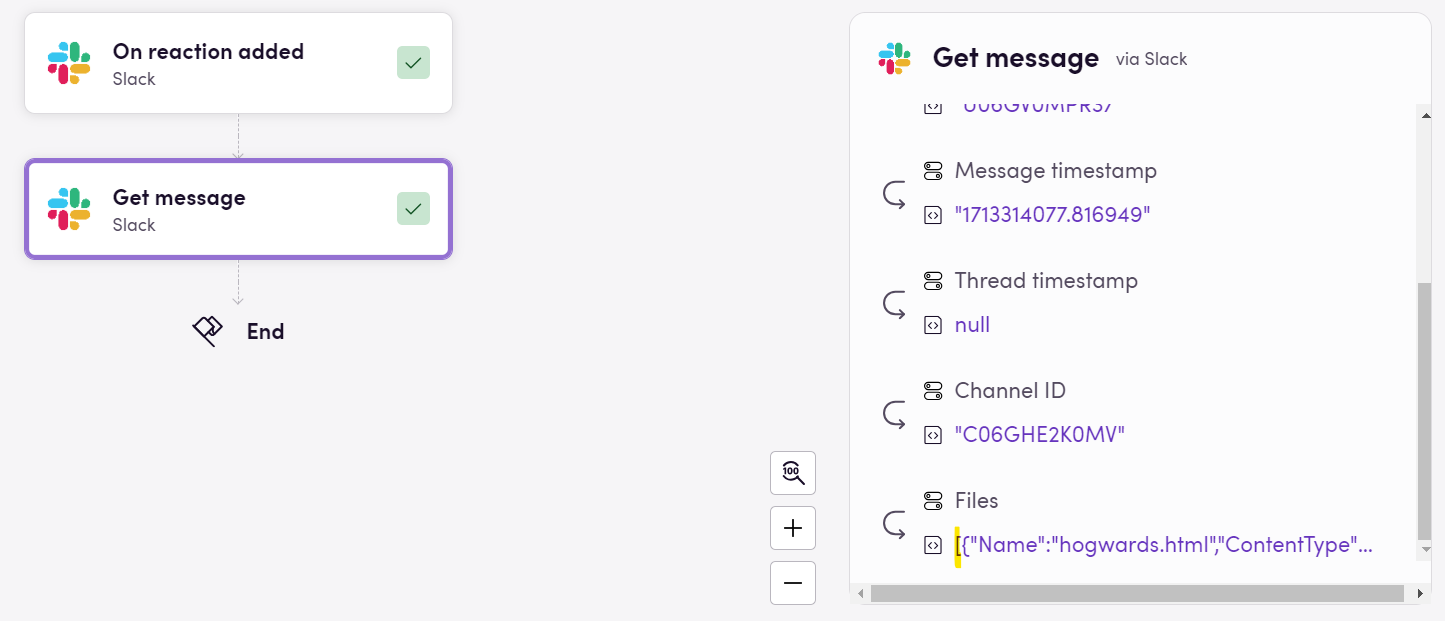 On reaction added
Slack
Get message
Slack
End
100
Get message via Slack
"U06GV0MPR37
Message timestamp
"1713314077.816949"
Thread timestamp
null
Channel ID
"C06GHE2K0MV"
Files
[{"Name":"hogwards.html","ContentType"...